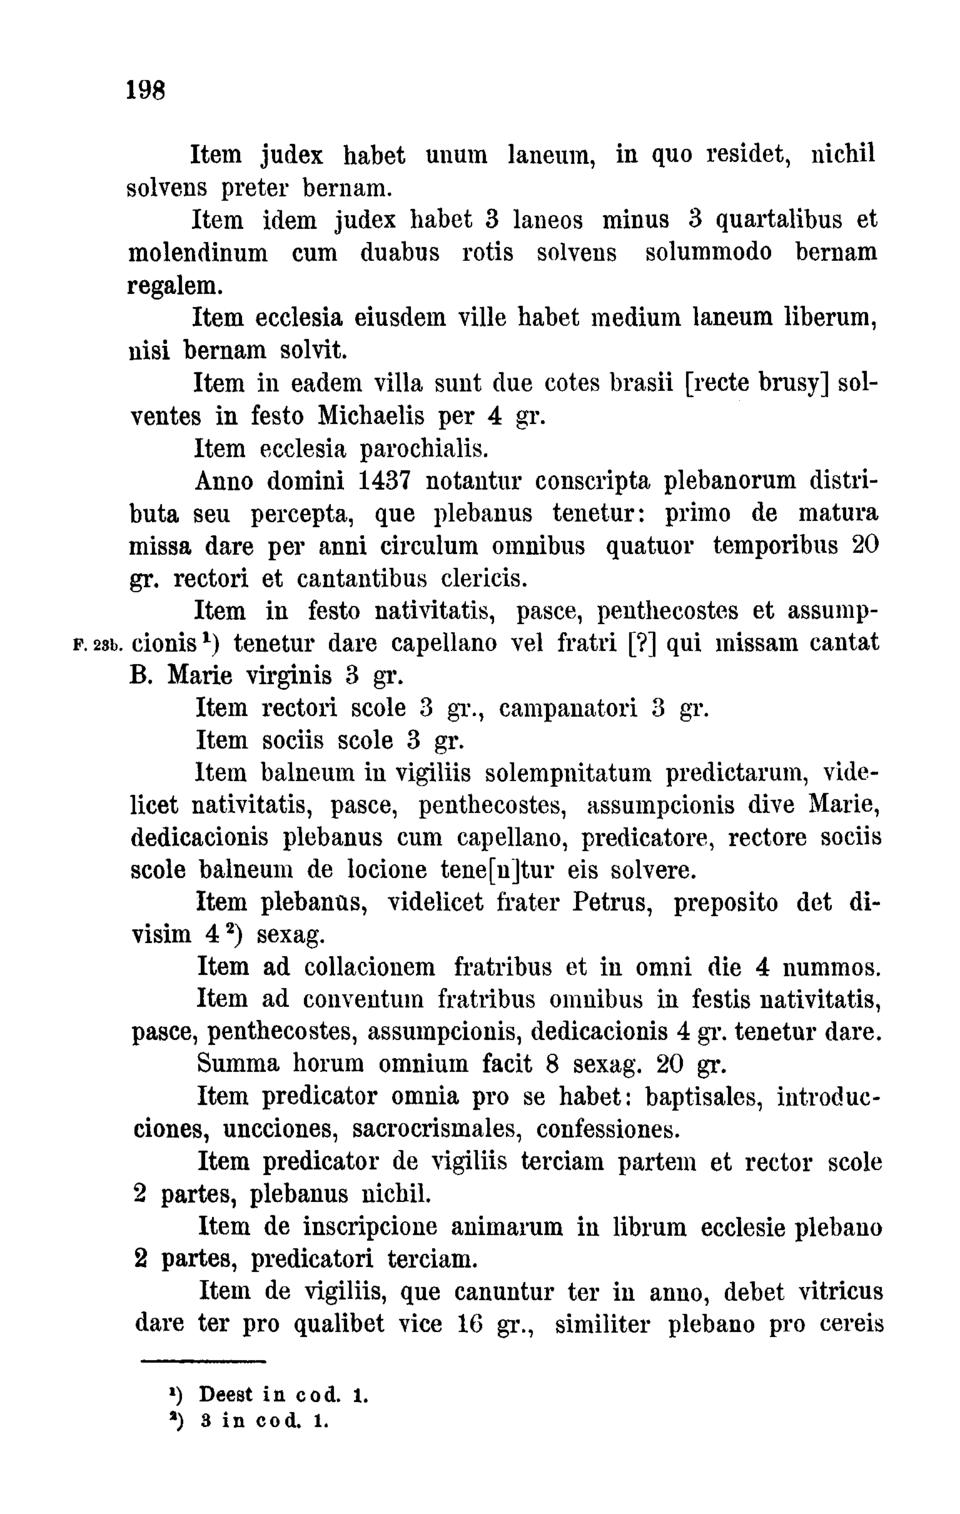 198
Item judex habet unum laneum, in quo residet, nichil
solvens preter bernam.
Item idem judex habet 3 laneos minus 3 quartalibus et
molendinum cum duabus rotis solvens solummodo bernam
regalem.
Item ecclesia eiusdem ville habet medium laneum liberum,
nisi bernam solvit.
Item in eadem villa sunt due cotes brasii [recte brusy] sol-
ventes in festo Michaelis per 4 gr.
Item ecclesia parochialis.
Anno domini 1437 notantur conscripta plebanorum distri-
buta seu percepta, que plebanus tenetur: primo de matura
missa dare per anni circulum omnibus quatuor temporibus 20
gr. rectori et cantantibus clericis.
Item in festo nativitatis, pasce, penthecostes et assump-
F. 23b. cionis ¹) tenetur dare capellano vel fratri [?] qui missam cantat
B. Marie virginis 3 gr.
Item rectori scole 3 gr., campanatori 3 gr.
Item sociis scole 3 gr.
Item balneum in vigiliis solempnitatum predictarum, vide-
licet nativitatis, pasce, penthecostes, assumpcionis dive Marie,
dedicacionis plebanus cum capellano, predicatore, rectore sociis
scole balneum de locione tene[n]tur eis solvere.
Item plebanus, videlicet frater Petrus, preposito det di-
visim 4 ²) sexag.
Item ad collacionem fratribus et in omni die 4 nummos.
Item ad conventum fratribus omnibus in festis nativitatis,
pasce, penthecostes, assumpcionis, dedicacionis 4 gr. tenetur dare.
Summa horum omnium facit 8 sexag. 20 gr.
Item predicator omnia pro se habet: baptisales, introduc-
ciones, uncciones, sacrocrismales, confessiones.
Item predicator de vigiliis terciam partem et rector scole
2 partes, plebanus nichil.
Item de inscripcione animarum in librum ecclesie plebano
2 partes, predicatori terciam.
Item de vigiliis, que canuntur ter in anno, debet vitricus
dare ter pro qualibet vice 16 gr., similiter plebano pro cereis
¹) Deest in cod. 1.
²) 3 in cod. 1.